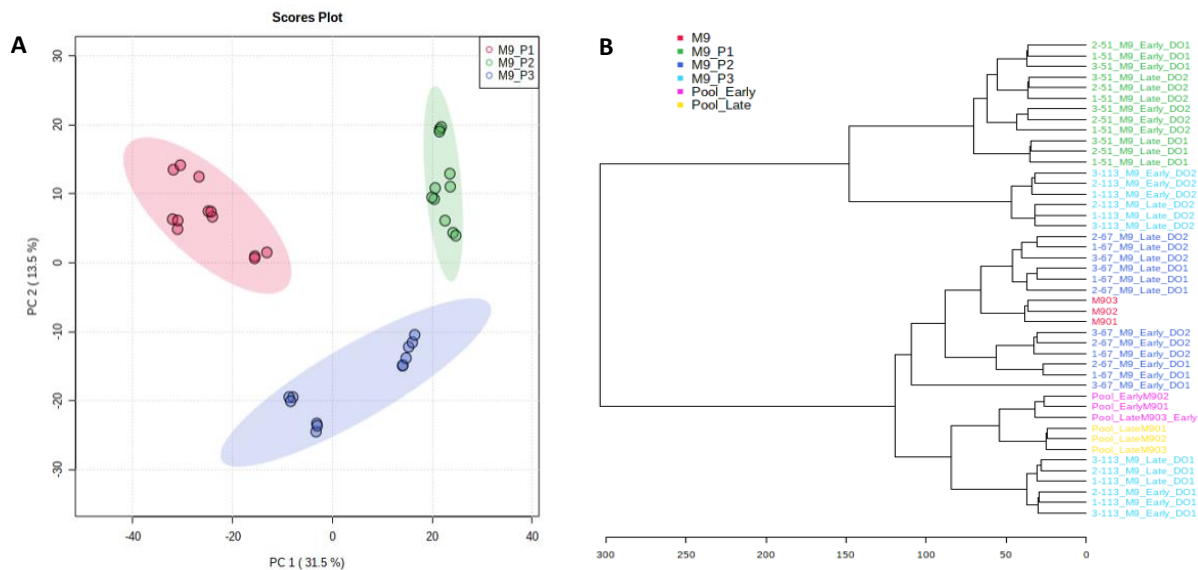 Scores Plot
A
M9_P1
M9_P2
M9_P3
30
20
10
0
-10
-20
-30
PC 2 ( 13.5 %)
-40
-20
0
20
40
PC 1 ( 31.5 %)
B
M9
M9_P1
M9_P2
M9_P3
Pool_Early
Pool_Late
2-51_M9_Early_DO1
1-51_M9_Early_DO1
3-51_M9_Early_DO1
3-51_M9_Late_DO2
2-51_M9_Late_DO2
1-51_M9_Late_DO2
3-51_M9_Early_DO2
2-51_M9_Early_DO2
1-51_M9_Early_DO2
3-51_M9_Late_DO1
2-51_M9_Late_DO1
1-51_M9_Late_DO1
3-113_M9_Early_DO2
2-113_M9_Early_DO2
1-113_M9_Early_DO2
2-113_M9_Late_DO2
1-113_M9_Late_DO2
3-113_M9_Late_DO2
2-67_M9_Late_DO2
1-67_M9_Late_DO2
3-67_M9_Late_DO2
3-67_M9_Late_DO1
1-67_M9_Late_DO1
2-67_M9_Late_DO1
M903
M902
M901
3-67_M9_Early_DO2
2-67_M9_Early_DO2
1-67_M9_Early_DO2
2-67_M9_Early_DO1
1-67_M9_Early_DO1
3-67_M9_Early_DO1
Pool_EarlyM902
Pool_EarlyM901
Pool_LateM903_Early
Pool_LateM901
Pool_LateM902
Pool_LateM903
3-113_M9_Late_DO1
2-113_M9_Late_DO1
1-113_M9_Late_DO1
2-113_M9_Early_DO1
1-113_M9_Early_DO1
3-113_M9_Early_DO1
300
250
200
150
100
50
0